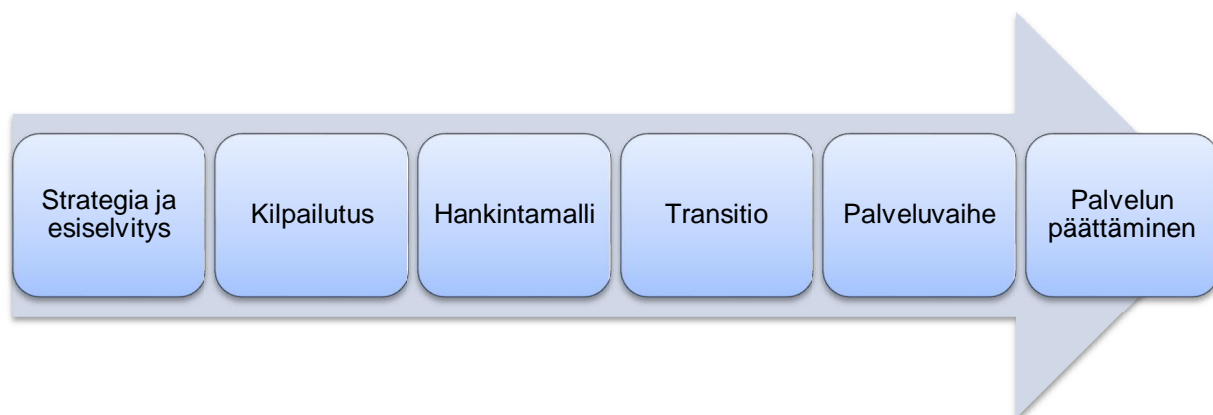 Strategia ja
esiselvitys
Kilpailutus
Hankintamalli
Transitio
Palveluvaihe
Palvelun
päättäminen